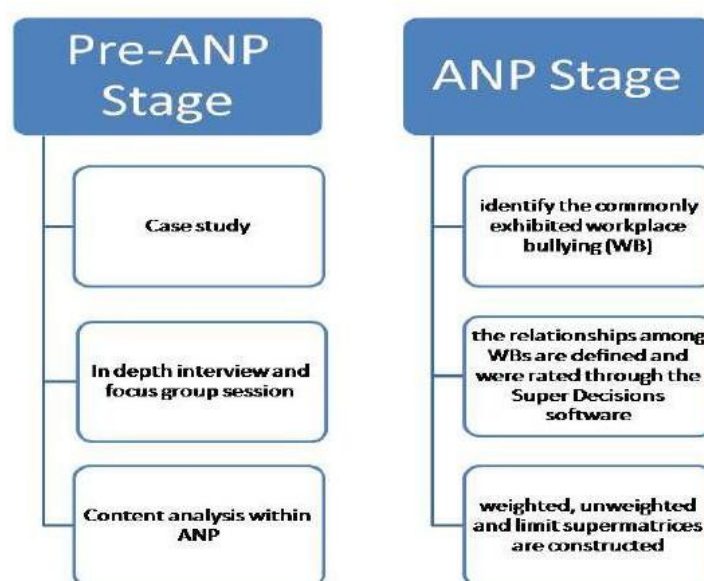 Pre-ANP
Stage
Case study
In depth interview and
focus group session
Content analysis within
ANP
ANP Stage
identify the commonly
exhibited workplace
bullying (WB)
the relationships among
WBs are defined and
were rated through the
Super Decisions
software
weighted, unweighted
and limit supermatrices
are constructed